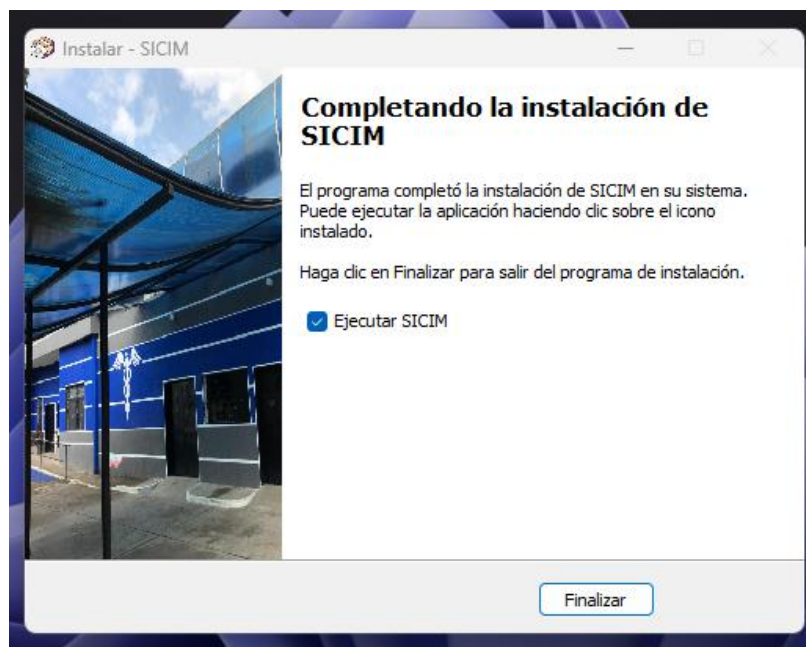 Instalar - SICIM
Completando la instalación de
SICIM
El programa completó la instalación de SICIM en su sistema.
Puede ejecutar la aplicación haciendo clic sobre el icono
instalado.
Haga clic en Finalizar para salir del programa de instalación.
Ejecutar SICIM
Finalizar